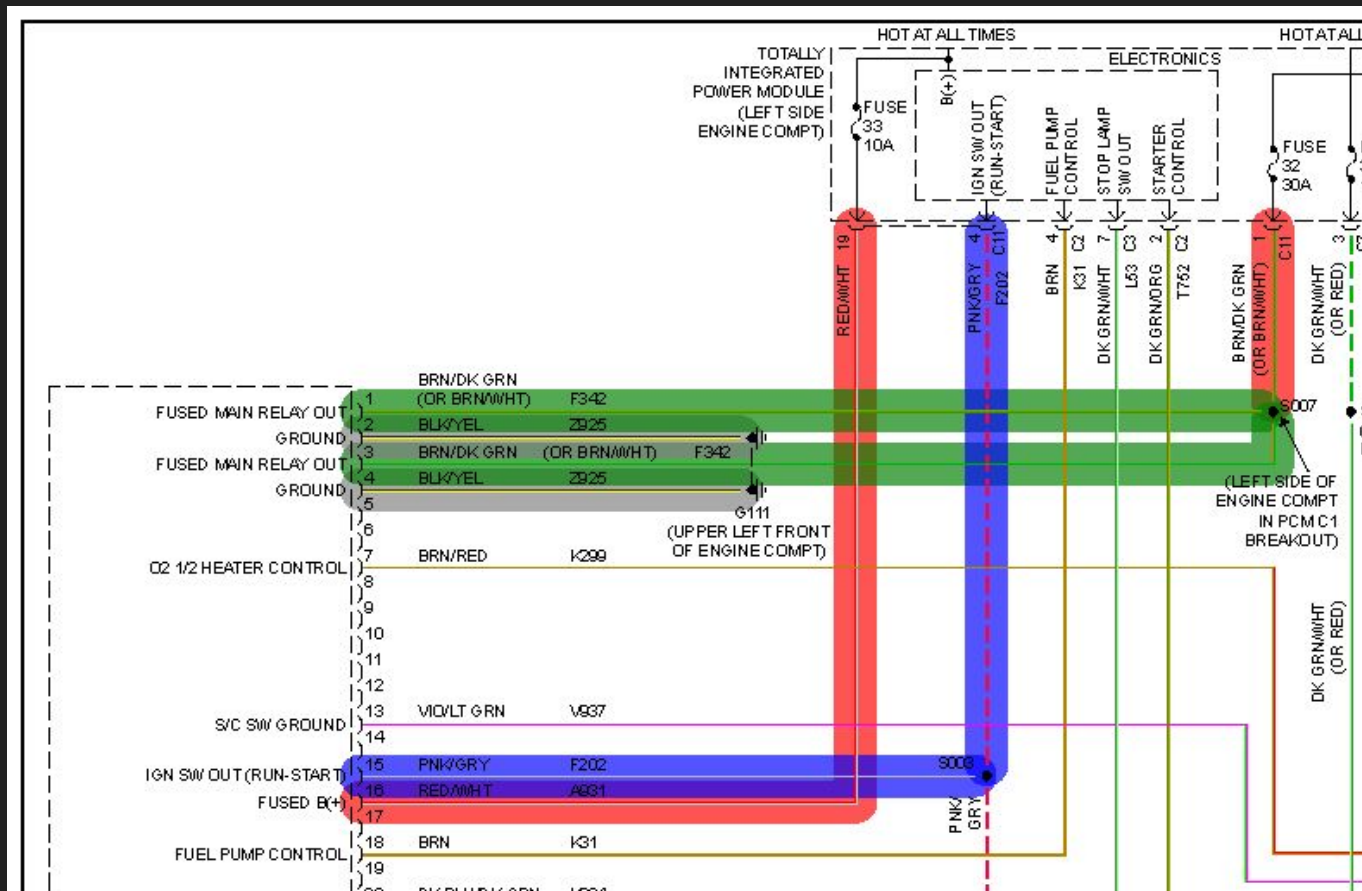 HOT AT ALL TIMES
HOT AT ALL
TOTALLY
INTEGRATED
POWER MODULE
(LEFT SIDE
ENGINE COMPT)
ELECTRONICS
B(+)
FUSE
33
10A
IGN SW OUT
(RUN-START)
FUEL PUMP
CONTROL
STOP LAMP
SW OUT
STARTER
CONTROL
FUSE
32
30A
19
4
C11
4
C2
7
C3
2
C2
1
C11
3
RED/WHT
PNK/GRY
F202
BRN
K31
DK GRN/WHT
L53
DK GRN/ORG
T752
BRN/DK GRN
(OR BRN/WHT)
DK GRN/WHT
(OR RED)
BRN/DK GRN
FUSED MAIN RELAY OUT
1
(OR BRN/WHT)
F342
S007
GROUND
2
BLK/YEL
Z925
FUSED MAIN RELAY OUT
3
BRN/DK GRN
(OR BRN/WHT)
F342
GROUND
4
BLK/YEL
Z925
5
G111
(UPPER LEFT FRONT
OF ENGINE COMPT)
(LEFT SIDE OF
ENGINE COMPT
IN PCM C1
BREAKOUT)
6
O2 1/2 HEATER CONTROL
7
BRN/RED
K299
8
9
10
11
12
DK GRN/WHT
(OR RED)
S/C SW GROUND
13
VIO/LT GRN
V937
14
IGN SW OUT (RUN-START)
15
PNK/GRY
F202
S003
FUSED B(+)
16
RED/WHT
A931
17
PNK/
GRY
FUEL PUMP CONTROL
18
BRN
K31
19